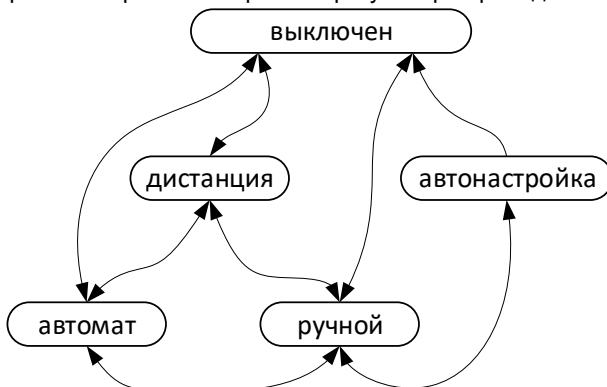 выключен
дистанция
автонастройка
автомат
ручной